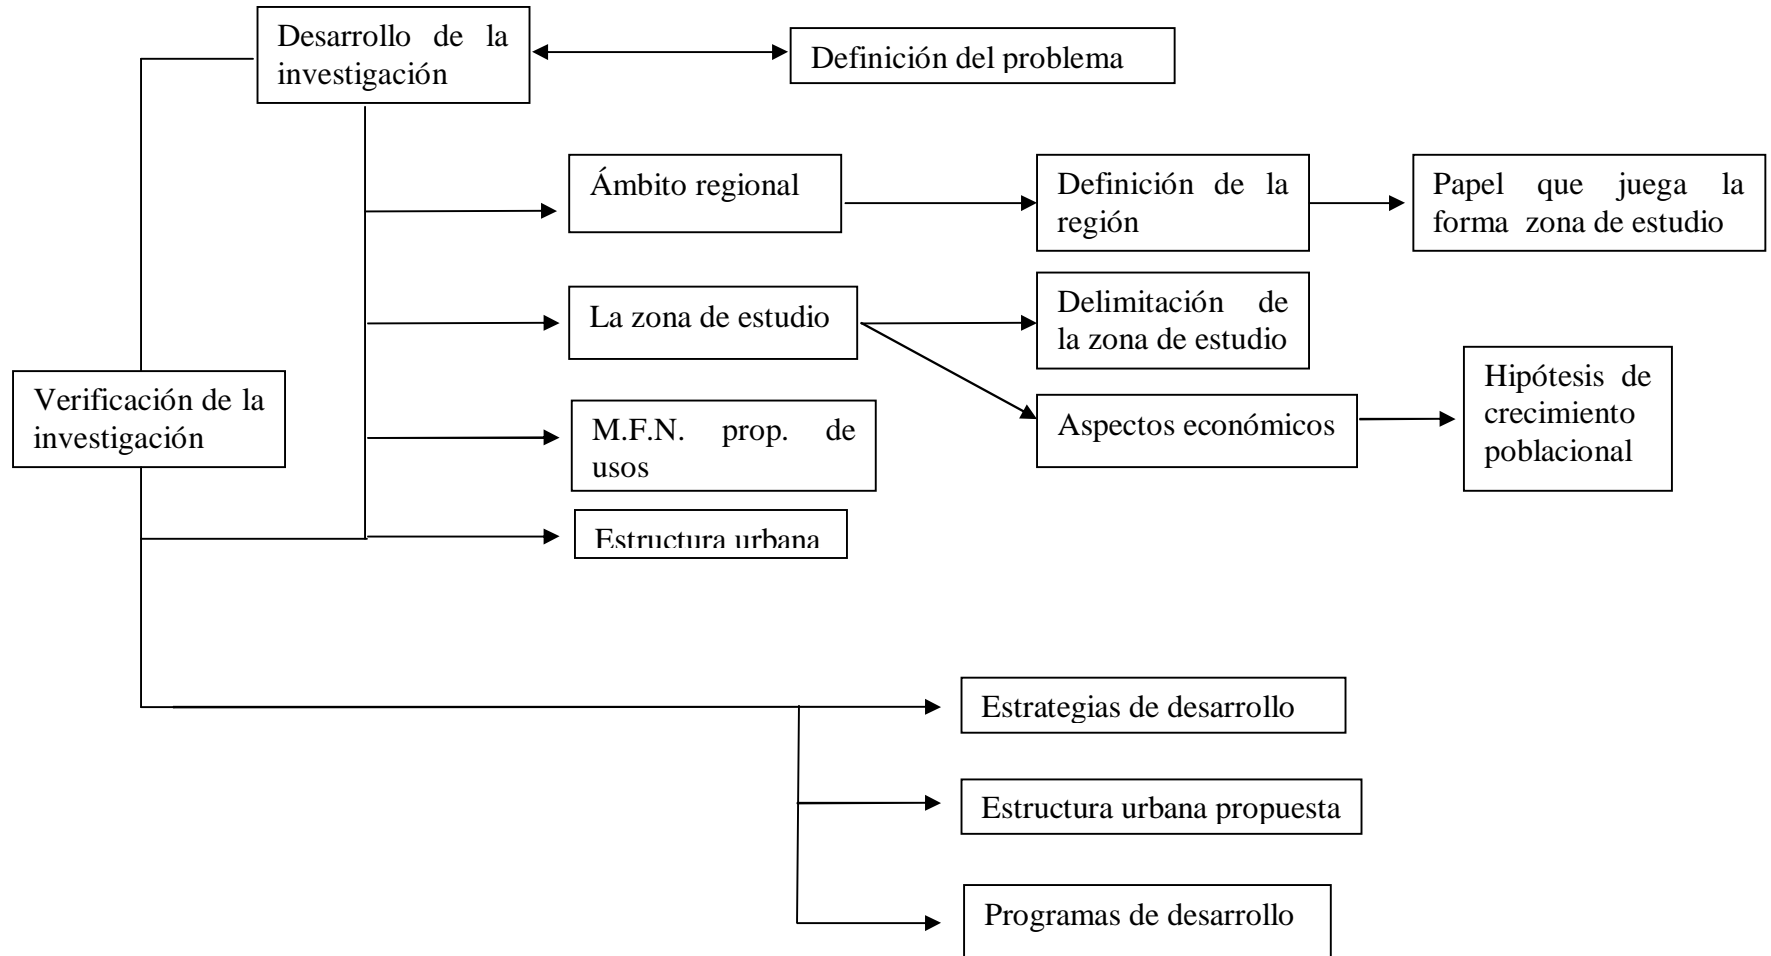 Desarrollo de la
investigación
Definición del problema
Ámbito regional
Definición de la
región
Papel que juega la
forma zona de estudio
La zona de estudio
Delimitación de
la zona de estudio
Verificación de la
investigación
M.F.N. prop. de
usos
Aspectos económicos
Hipótesis de
crecimiento
poblacional
Estructura urbana
Estrategias de desarrollo
Estructura urbana propuesta
Programas de desarrollo